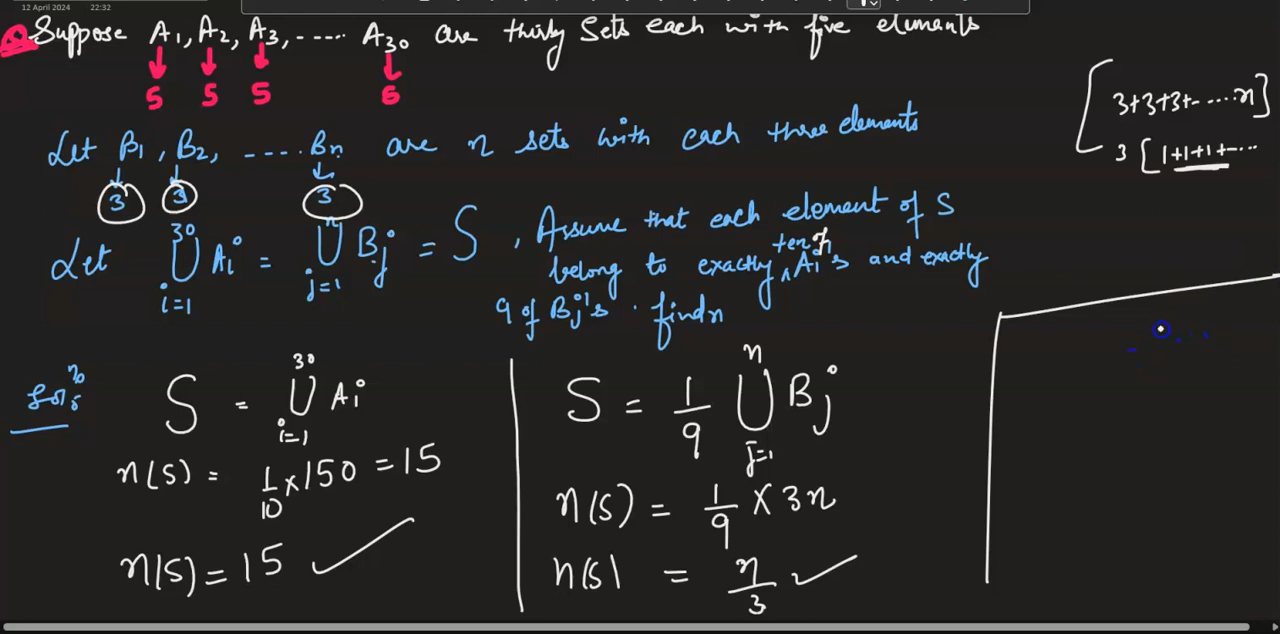 12 April 2024 22:32
Suppose A1, A2, A3, ..... A30 are thirty sets each with five elements
5 5 5 5
Let B1, B2, ..... Bn are n sets with each three elements
3 3 3
[3+3+3+.....n]
3 [1+1+1+...
Let 30 ∪ i=1 Ai = n ∪ j=1 Bj = S, Assume that each element of S
belong to exactly ten of Ai's and exactly
9 of Bj's. find n
Soln:
S = 30 ∪ i=1 Ai
n(S) = 1/10 × 150 = 15
n(S) = 15 ✓
S = 1/9 n ∪ j=1 Bj
n(S) = 1/9 × 3n
n(S) = n/3 ✓